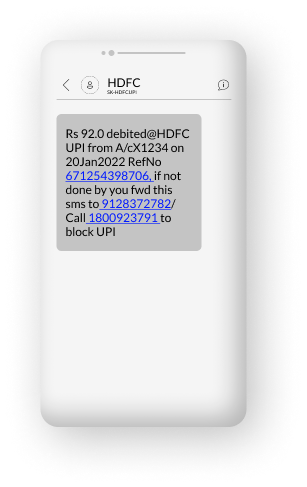 HDFC
SK-HDFCUPI
Rs 92.0 debited@HDFC
UPI from A/cX1234 on
20Jan2022 RefNo
671254398706, if not
done by you fwd this
sms to 9128372782/
Call 1800923791 to
block UPI